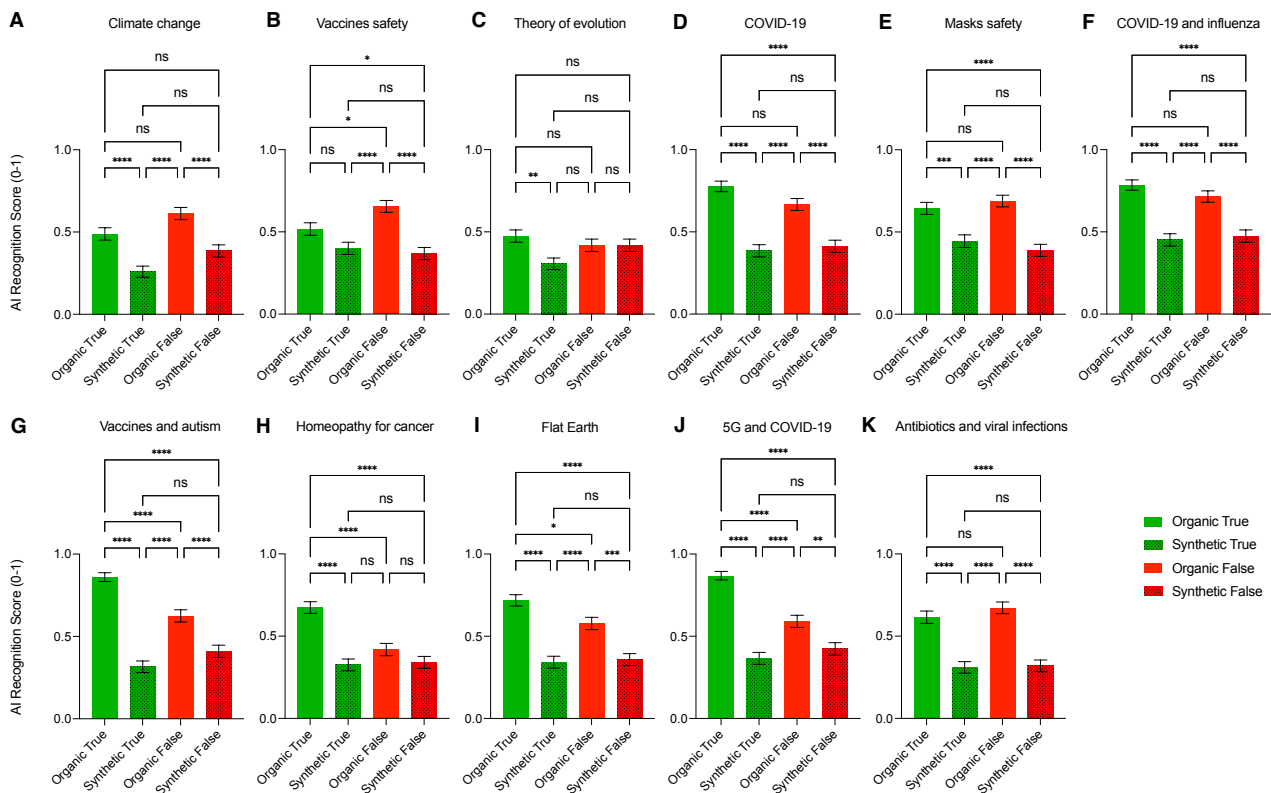 A Climate change
ns
ns
ns
**** **** ****
AI Recognition Score (0-1)
1.0
0.5
0.0
Organic True
Synthetic True
Organic False
Synthetic False
B Vaccines safety
*
ns
*
ns **** ****
1.0
0.5
0.0
Organic True
Synthetic True
Organic False
Synthetic False
C Theory of evolution
ns
ns
ns
** ns ns
1.0
0.5
0.0
Organic True
Synthetic True
Organic False
Synthetic False
D COVID-19
****
ns
ns
**** **** ****
1.0
0.5
0.0
Organic True
Synthetic True
Organic False
Synthetic False
E Masks safety
****
ns
ns
*** **** ****
1.0
0.5
0.0
Organic True
Synthetic True
Organic False
Synthetic False
F COVID-19 and influenza
****
ns
ns
**** **** ****
1.0
0.5
0.0
Organic True
Synthetic True
Organic False
Synthetic False
G Vaccines and autism
****
ns
****
**** **** ****
AI Recognition Score (0-1)
1.0
0.5
0.0
Organic True
Synthetic True
Organic False
Synthetic False
H Homeopathy for cancer
****
ns
****
**** ns ns
1.0
0.5
0.0
Organic True
Synthetic True
Organic False
Synthetic False
I Flat Earth
****
ns
*
**** **** ***
1.0
0.5
0.0
Organic True
Synthetic True
Organic False
Synthetic False
J 5G and COVID-19
****
ns
****
**** **** **
1.0
0.5
0.0
Organic True
Synthetic True
Organic False
Synthetic False
K Antibiotics and viral infections
****
ns
ns
**** **** ****
1.0
0.5
0.0
Organic True
Synthetic True
Organic False
Synthetic False
Organic True
Synthetic True
Organic False
Synthetic False